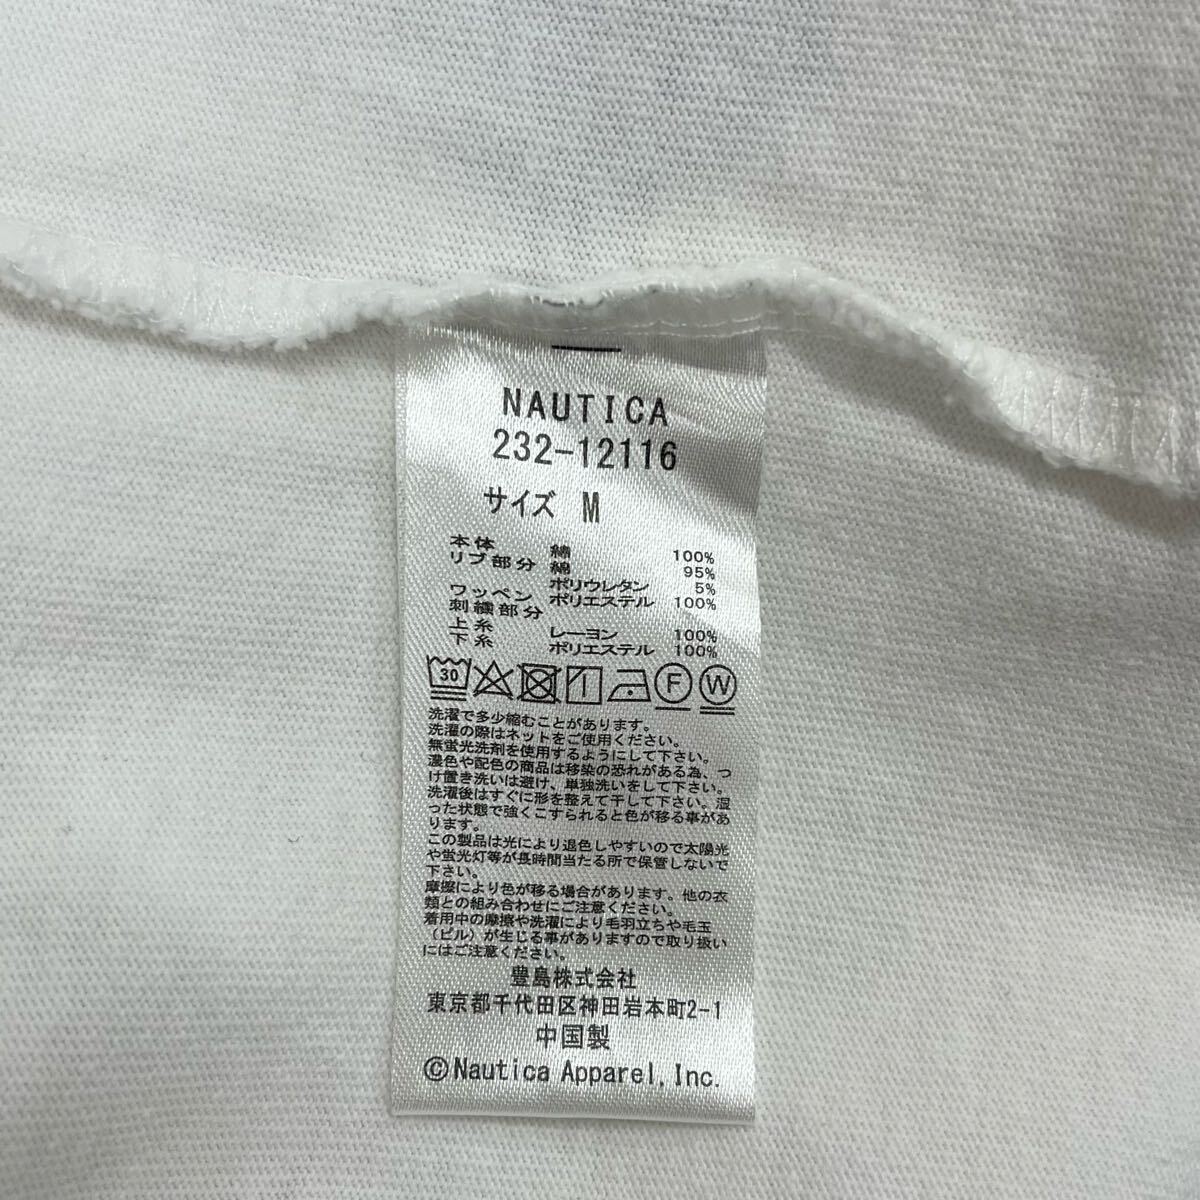 NAUTICA
232-12116
サイズ M
本体 綿 100%
リブ部分 綿 95%
ポリウレタン 5%
ワッペン ポリエステル 100%
刺繍部分
上糸 レーヨン 100%
下糸 ポリエステル 100%
30 F W
洗濯で多少縮むことがあります。
洗濯の際はネットをご使用ください。
無蛍光洗剤を使用するようにして下さい。
濃色や配色の商品は移染の恐れがある為、つ
け置き洗いは避け、単独洗いをして下さい。
洗濯後はすぐに形を整えて干して下さい。湿
った状態で強くこすられると色が移る事があ
ります。
この製品は光により退色しやすいので太陽光
や蛍光灯等が長時間当たる所で保管しないで
下さい。
摩擦により色が移る場合があります。他の衣
類との組み合わせにご注意ください。
着用中の摩擦や洗濯により毛羽立ちや毛玉
（ピル）が生じる事がありますので取り扱い
にはご注意ください。
豊島株式会社
東京都千代田区神田岩本町2-1
中国製
©Nautica Apparel, Inc.